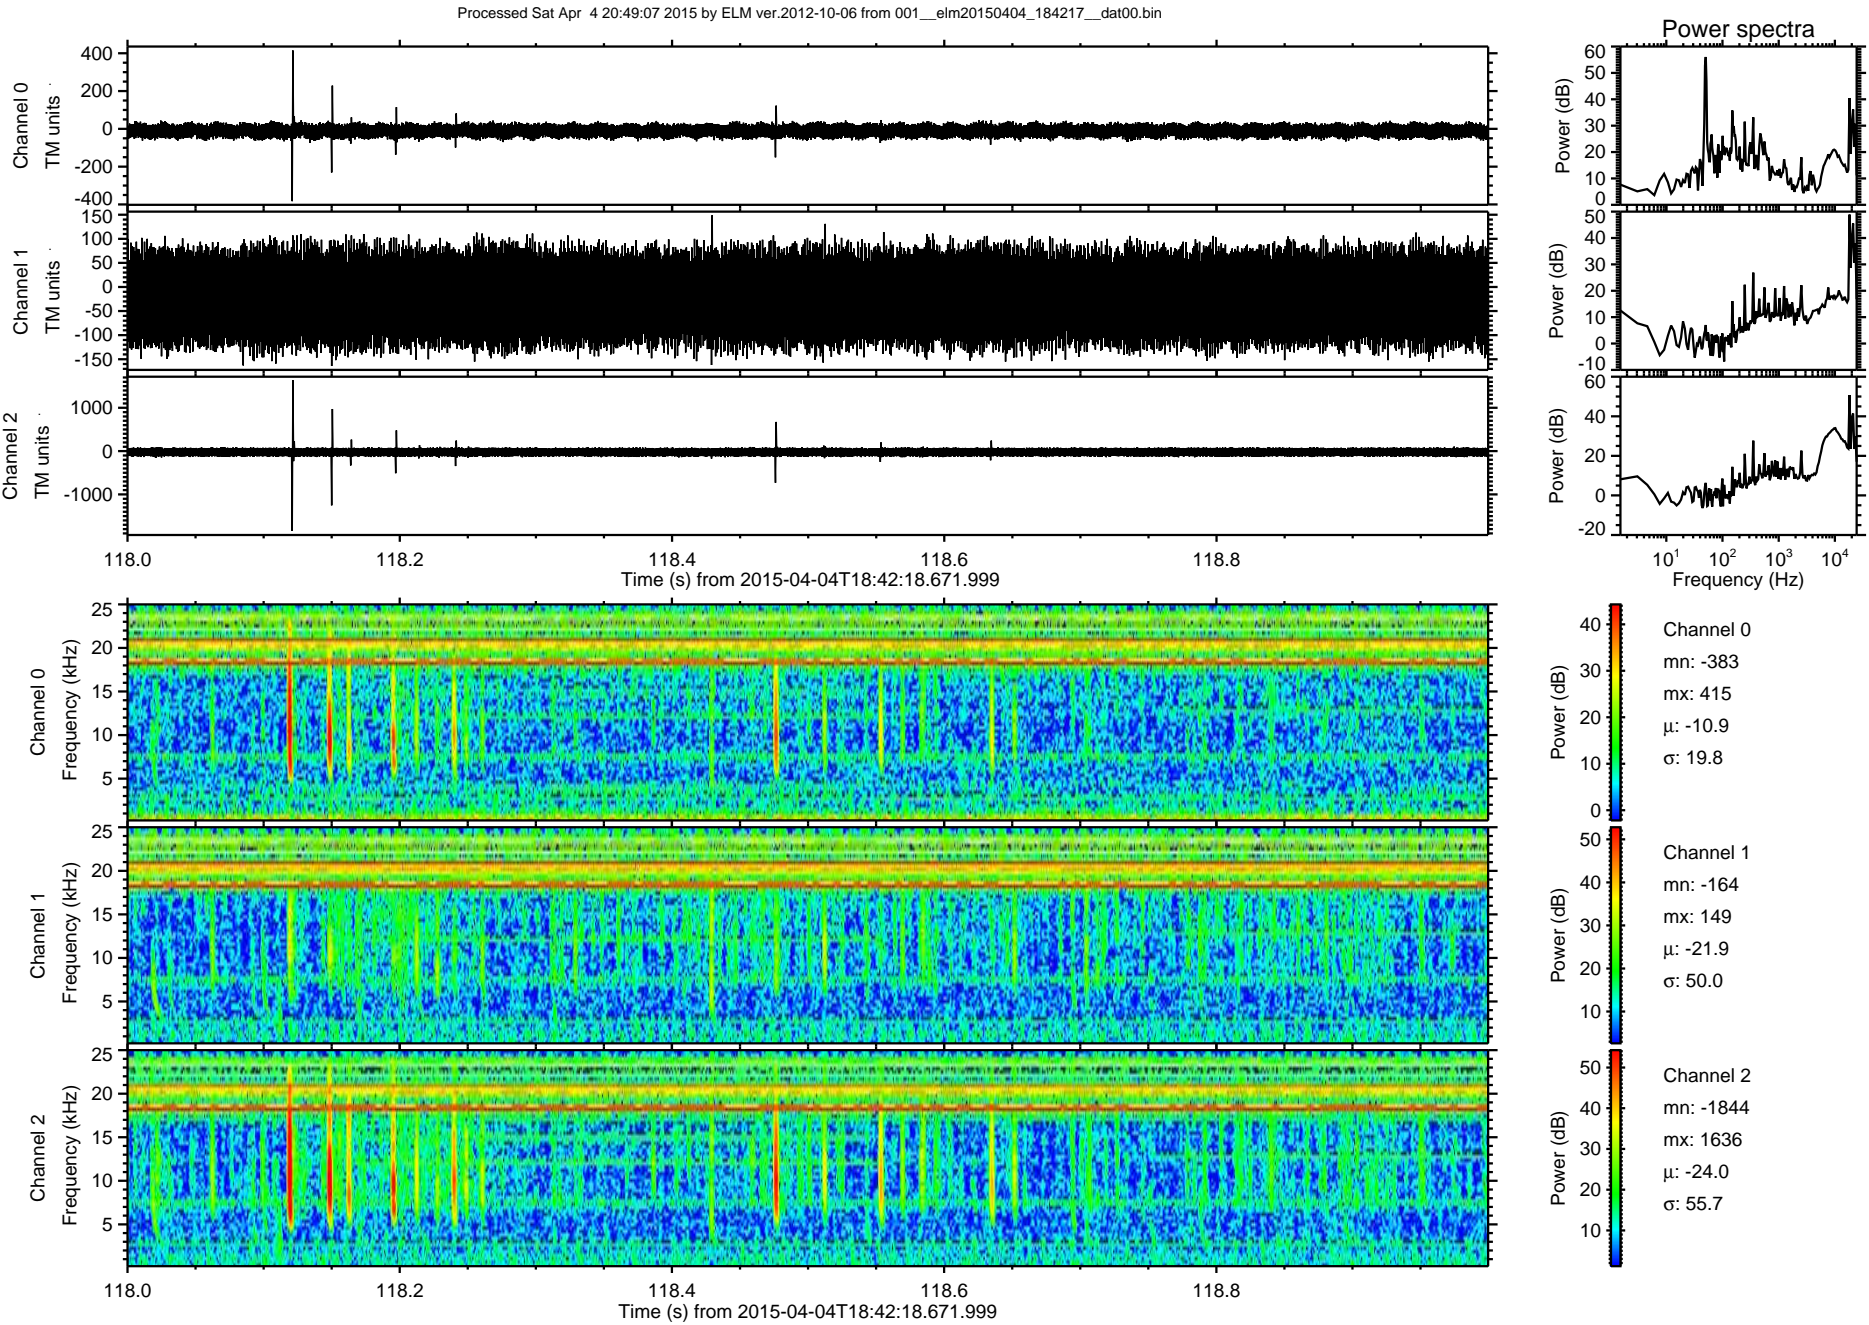 Processed Sat Apr  4 20:49:07 2015 by ELM ver.2012-10-06 from 001__elm20150404_184217__dat00.bin
Power spectra
Channel 0
TM units
400
200
0
-200
-400
Power (dB)
60
50
40
30
20
10
0
Channel 1
TM units
150
100
50
0
-50
-100
-150
Power (dB)
50
40
30
20
10
0
-10
Channel 2
TM units
1000
0
-1000
Power (dB)
60
40
20
0
-20
118.0 118.2 118.4 118.6 118.8
Time (s) from 2015-04-04T18:42:18.671.999
10^1 10^2 10^3 10^4
Frequency (Hz)
Channel 0
Frequency (kHz)
25
20
15
10
5
Power (dB)
40
30
20
10
0
Channel 0
mn: -383
mx: 415
μ: -10.9
σ: 19.8
Channel 1
Frequency (kHz)
25
20
15
10
5
Power (dB)
50
40
30
20
10
Channel 1
mn: -164
mx: 149
μ: -21.9
σ: 50.0
Channel 2
Frequency (kHz)
25
20
15
10
5
Power (dB)
50
40
30
20
10
Channel 2
mn: -1844
mx: 1636
μ: -24.0
σ: 55.7
118.0 118.2 118.4 118.6 118.8
Time (s) from 2015-04-04T18:42:18.671.999